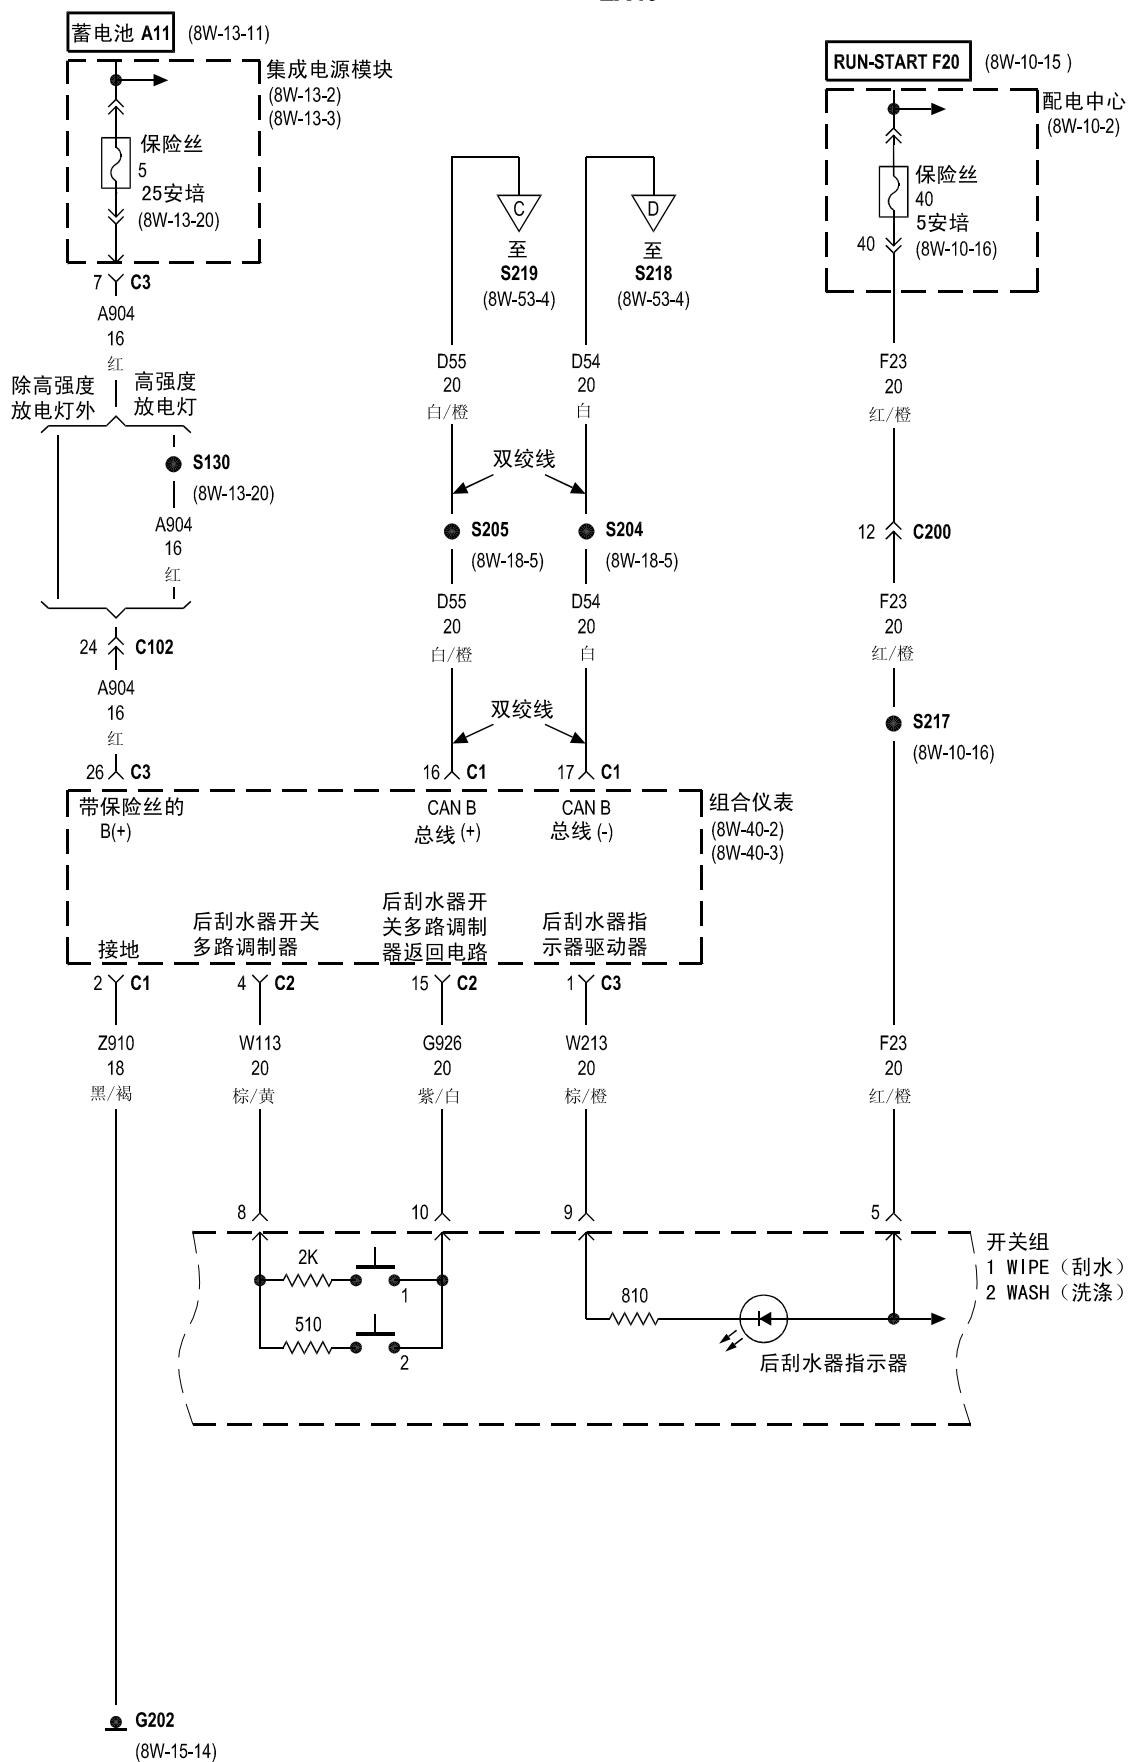 蓄电池 A11
(8W-13-11)
集成电源模块
(8W-13-2)
(8W-13-3)
保险丝
5
25安培
(8W-13-20)
7
C3
A904
16
红
除高强度
放电灯外
高强度
放电灯
S130
(8W-13-20)
A904
16
红
24
C102
A904
16
红
26
C3
C
至
S219
(8W-53-4)
D
至
S218
(8W-53-4)
D55
20
白/橙
D54
20
白
双绞线
S205
(8W-18-5)
S204
(8W-18-5)
D55
20
白/橙
D54
20
白
双绞线
16
C1
17
C1
RUN-START F20
(8W-10-15 )
配电中心
(8W-10-2)
保险丝
40
5安培
(8W-10-16)
40
F23
20
红/橙
12
C200
F23
20
红/橙
S217
(8W-10-16)
带保险丝的
B(+)
CAN B
总线 (+)
CAN B
总线 (-)
组合仪表
(8W-40-2)
(8W-40-3)
接地
后刮水器开关
多路调制器
后刮水器开
关多路调制
器返回电路
后刮水器指
示器驱动器
2
C1
4
C2
15
C2
1
C3
Z910
18
黑/褐
W113
20
棕/黄
G926
20
紫/白
W213
20
棕/橙
F23
20
红/橙
8
10
9
5
开关组
1 WIPE（刮水）
2 WASH（洗涤）
2K
1
510
2
810
后刮水器指示器
G202
(8W-15-14)